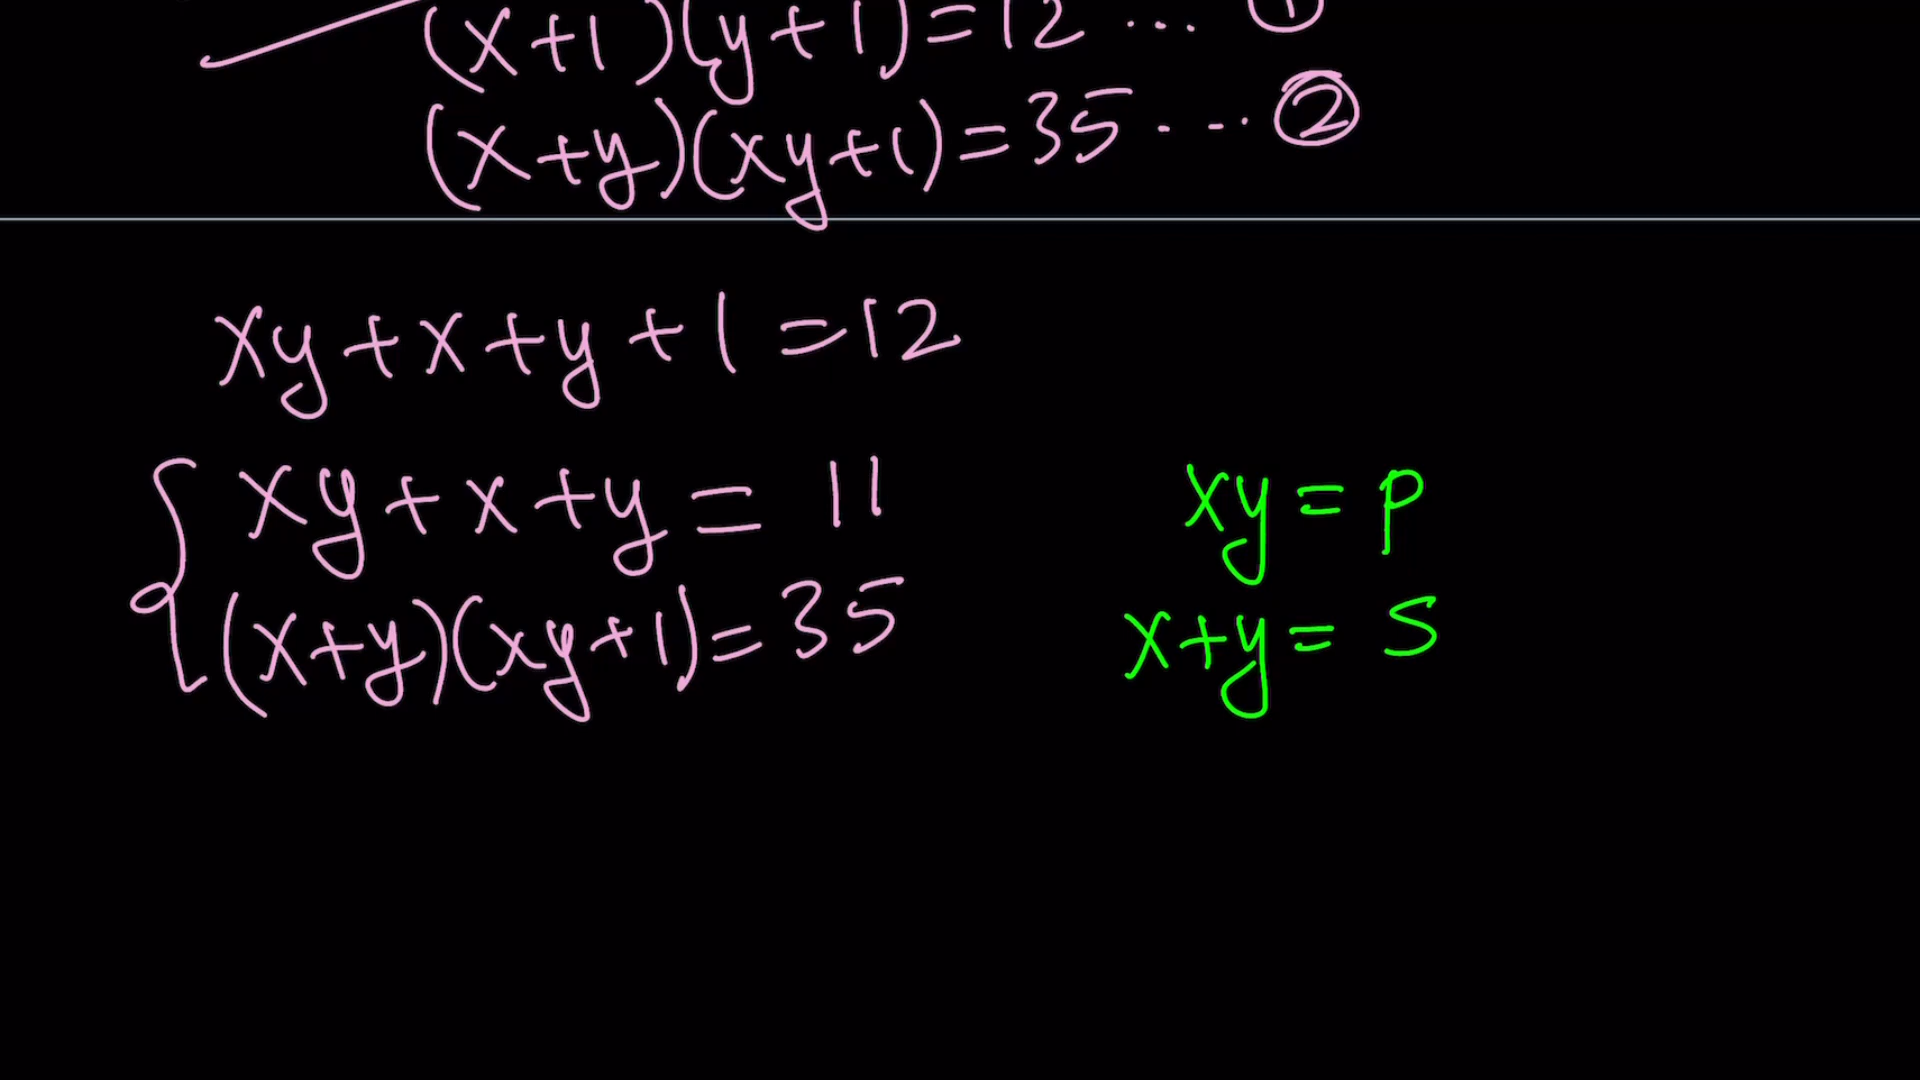 (x+1)(y+1)=12 ... ①
(x+y)(xy+1)=35 ... ②
xy+x+y+1=12
xy+x+y=11
xy=p
(x+y)(xy+1)=35
x+y=S